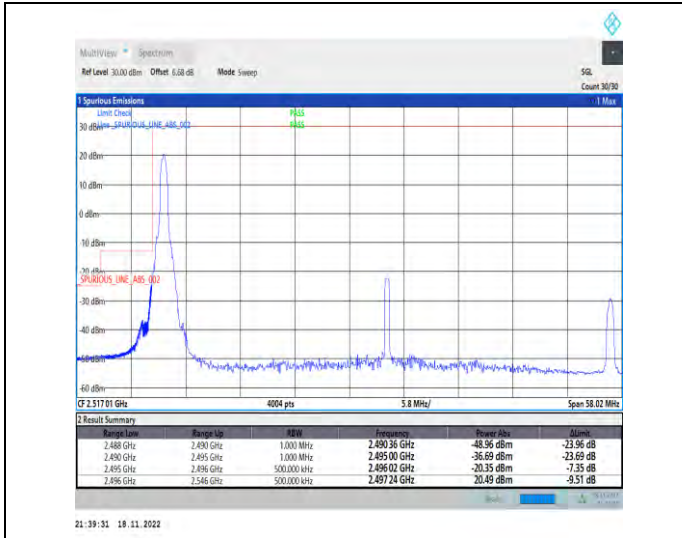 MultiView Spectrum
Ref Level 30.00 dBm Offset 6.68 dB Mode Sweep SGL
Count 30/30
1 Spurious Emissions 1 Max
Limit Check PASS
30 dBm Line _SPURIOUS_LINE_ABS_002 PASS
20 dBm
10 dBm
0 dBm
-10 dBm
-20 dBm
_SPURIOUS_LINE_ABS_002
-30 dBm
-40 dBm
-50 dBm
-60 dBm
CF 2.517 01 GHz 4004 pts 5.8 MHz/ Span 58.02 MHz
2 Result Summary
Range Low Range Up RBW Frequency Power Abs ΔLimit
2.488 GHz 2.490 GHz 1.000 MHz 2.490 36 GHz -48.96 dBm -23.96 dB
2.490 GHz 2.495 GHz 1.000 MHz 2.495 00 GHz -36.69 dBm -23.69 dB
2.495 GHz 2.496 GHz 500.000 kHz 2.496 02 GHz -20.35 dBm -7.35 dB
2.496 GHz 2.546 GHz 500.000 kHz 2.497 24 GHz 20.49 dBm -9.51 dB
21:39:31 18.11.2022